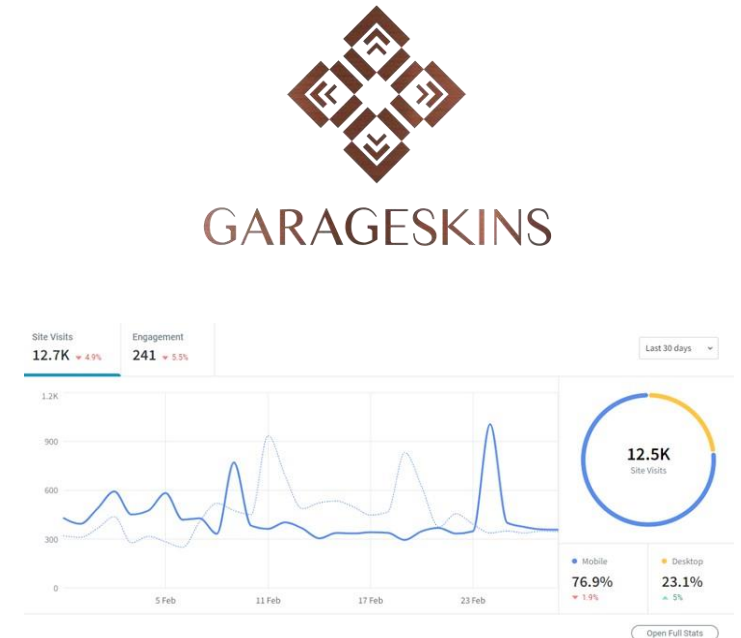 GARAGESKINS
Site Visits
12.7K 4.9%
Engagement
241 5.5%
Last 30 days
1.2K
900
600
300
0
5 Feb
11 Feb
17 Feb
23 Feb
12.5K
Site Visits
Mobile
76.9%
1.9%
Desktop
23.1%
5%
Open Full Stats